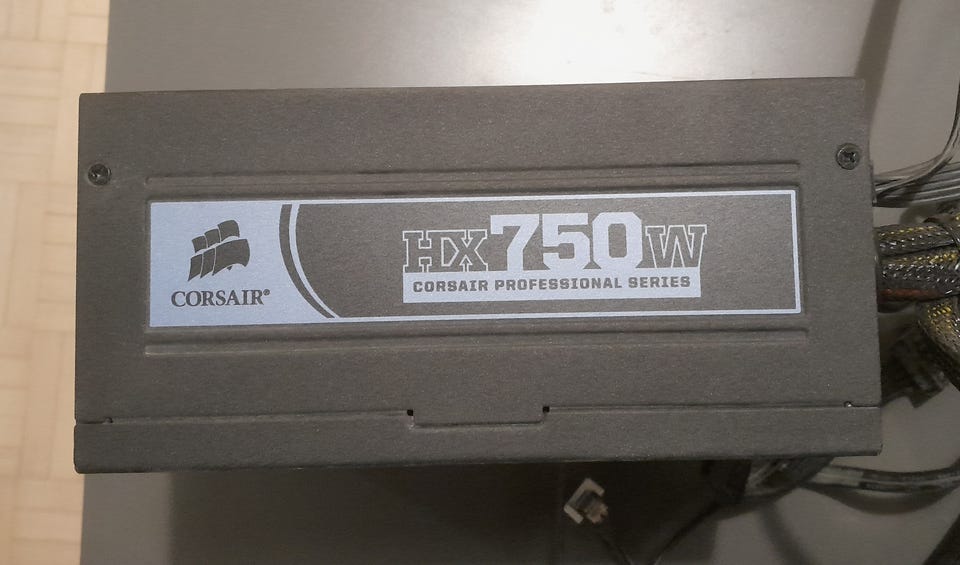 CORSAIR®
HX750W
CORSAIR PROFESSIONAL SERIES